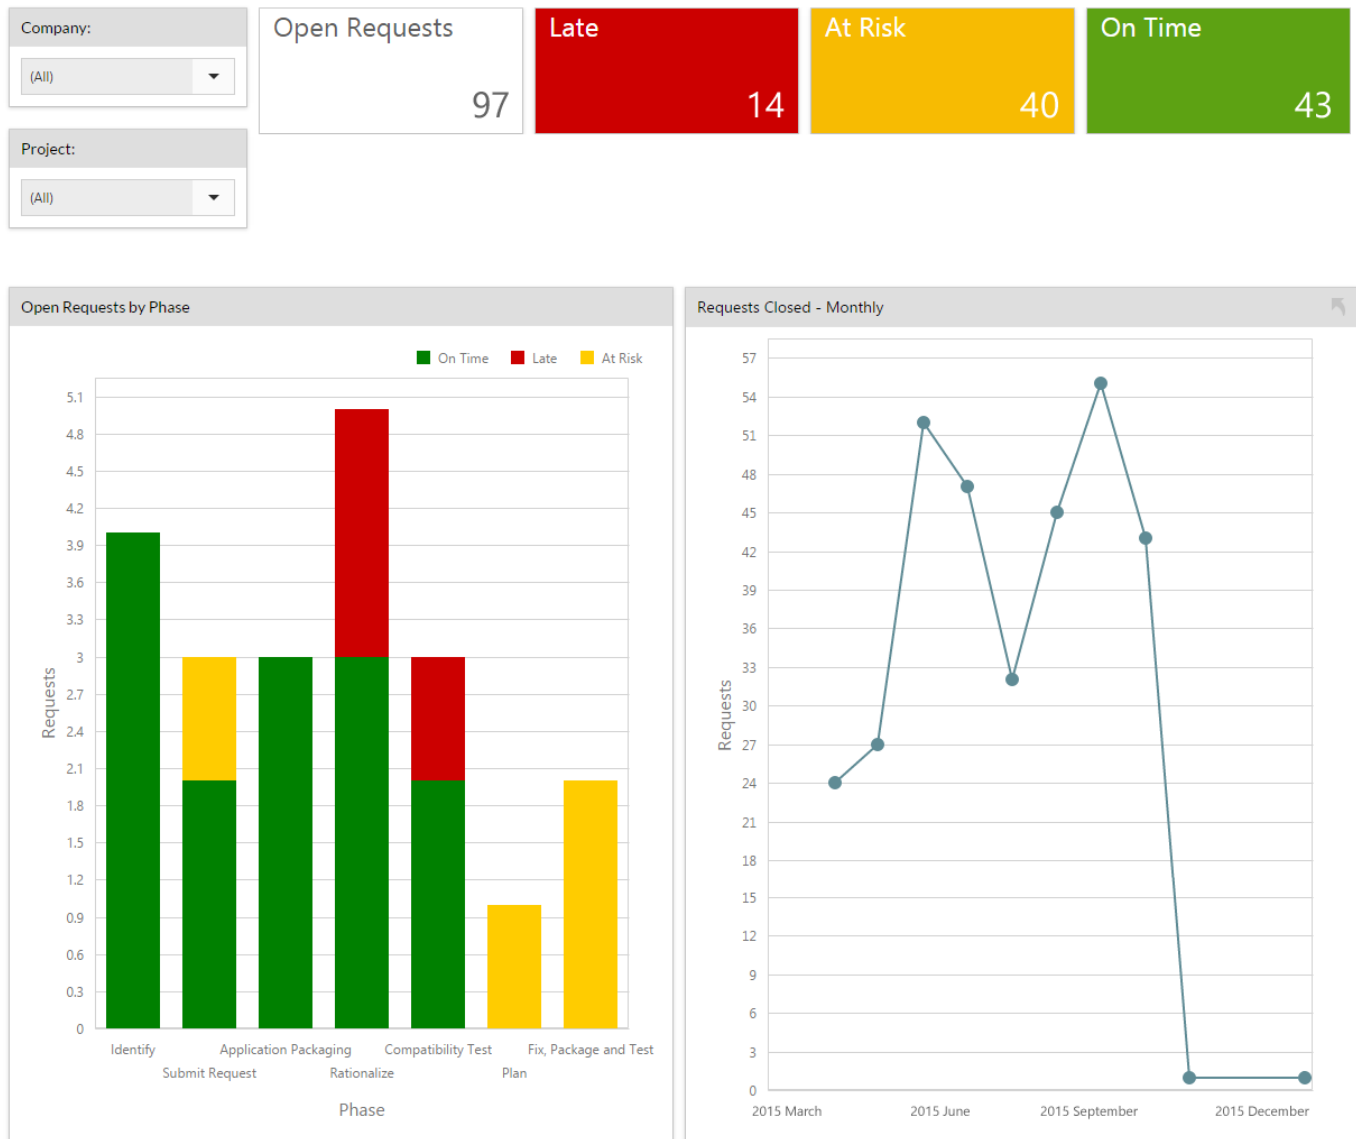 Company:
(All)
Project:
(All)
Open Requests
97
Late
14
At Risk
40
On Time
43
Open Requests by Phase
On Time Late At Risk
5.1
4.8
4.5
4.2
3.9
3.6
3.3
3
2.7
2.4
2.1
1.8
1.5
1.2
0.9
0.6
0.3
0
Requests
Identify Application Packaging Compatibility Test Fix, Package and Test
Submit Request Rationalize Plan
Phase
Requests Closed - Monthly
57
54
51
48
45
42
39
36
33
30
27
24
21
18
15
12
9
6
3
0
Requests
2015 March 2015 June 2015 September 2015 December